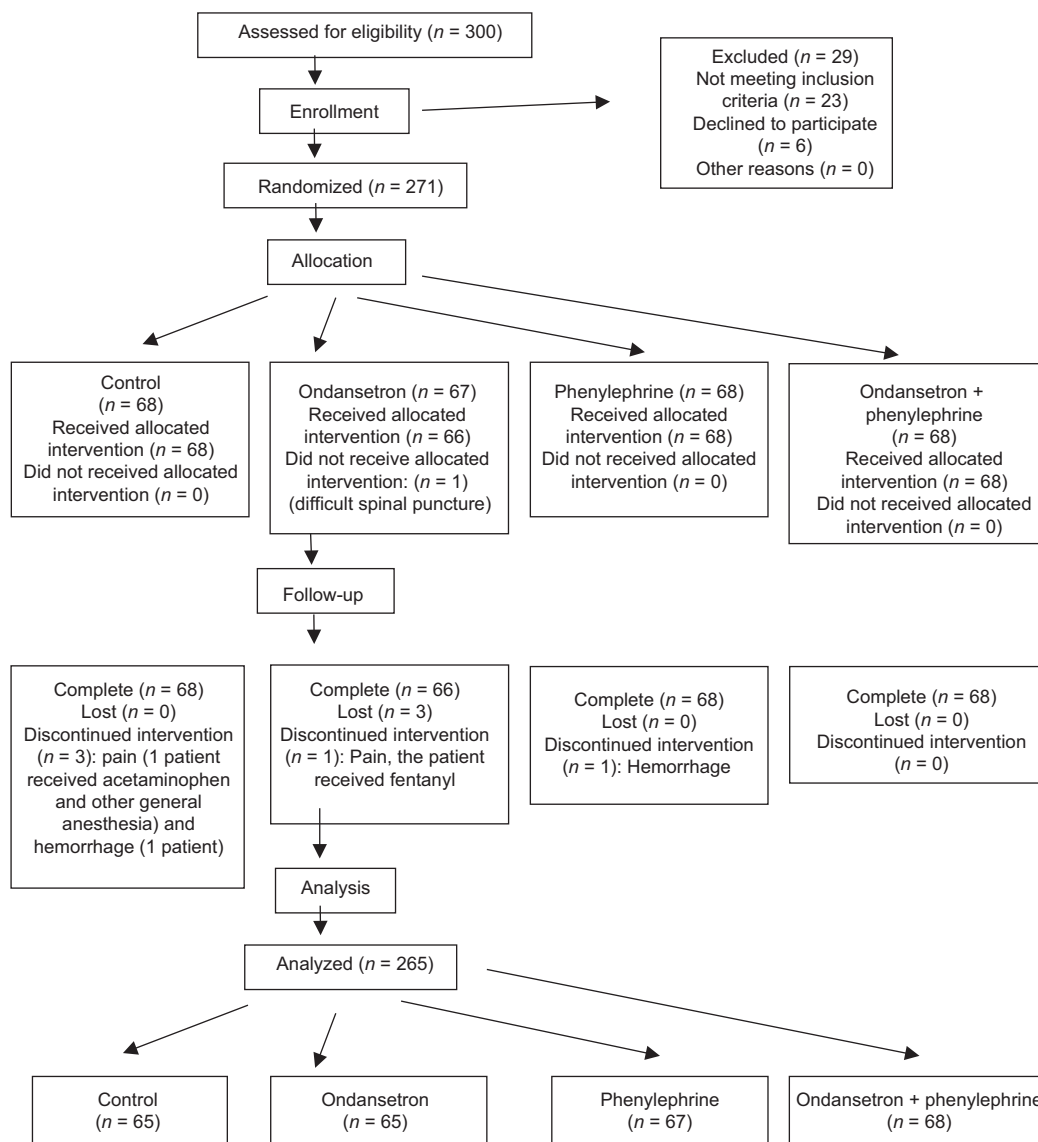 Assessed for eligibility (n = 300)
Excluded (n = 29)
Not meeting inclusion
criteria (n = 23)
Declined to participate
(n = 6)
Other reasons (n = 0)
Enrollment
Randomized (n = 271)
Allocation
Control
(n = 68)
Received allocated
intervention (n = 68)
Did not received allocated
intervention (n = 0)
Ondansetron (n = 67)
Received allocated
intervention (n = 66)
Did not receive allocated
intervention: (n = 1)
(difficult spinal puncture)
Phenylephrine (n = 68)
Received allocated
intervention (n = 68)
Did not received allocated
intervention (n = 0)
Ondansetron +
phenylephrine
(n = 68)
Received allocated
intervention (n = 68)
Did not received allocated
intervention (n = 0)
Follow-up
Complete (n = 68)
Lost (n = 0)
Discontinued intervention
(n = 3): pain (1 patient
received acetaminophen
and other general
anesthesia) and
hemorrhage (1 patient)
Complete (n = 66)
Lost (n = 3)
Discontinued intervention
(n = 1): Pain, the patient
received fentanyl
Complete (n = 68)
Lost (n = 0)
Discontinued intervention
(n = 1): Hemorrhage
Complete (n = 68)
Lost (n = 0)
Discontinued intervention
(n = 0)
Analysis
Analyzed (n = 265)
Control
(n = 65)
Ondansetron
(n = 65)
Phenylephrine
(n = 67)
Ondansetron + phenylephrine
(n = 68)